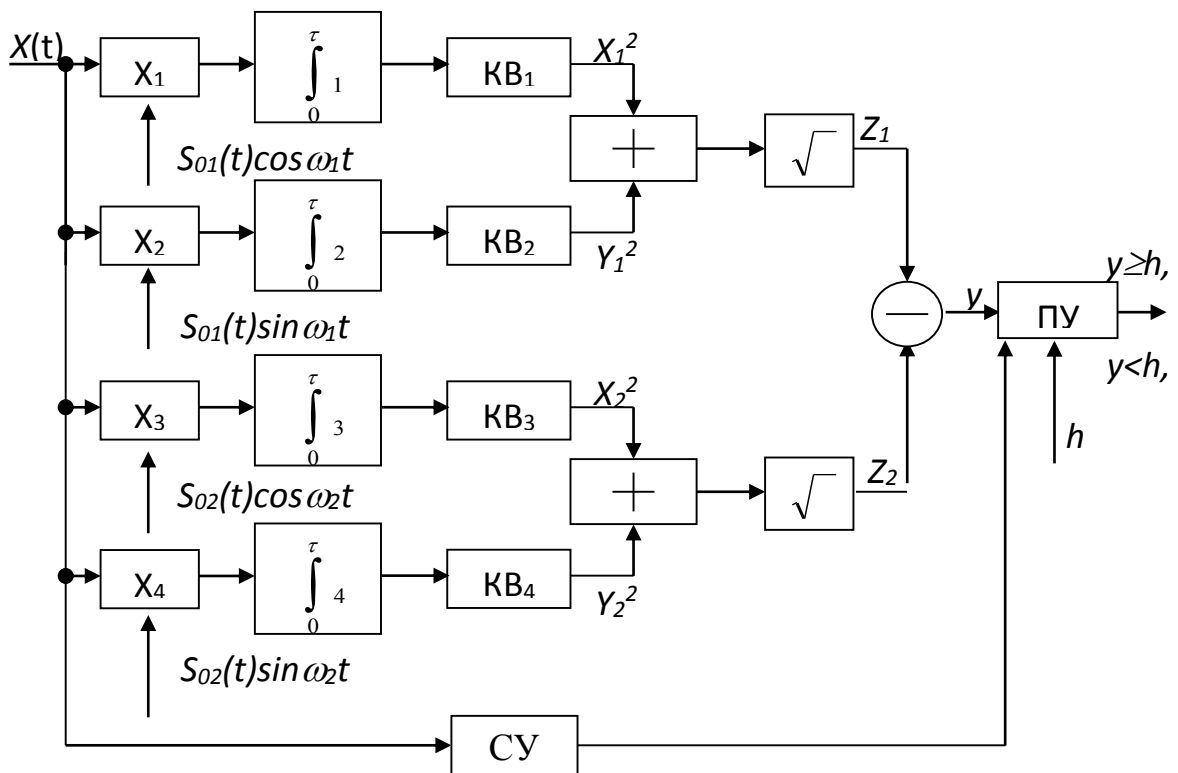 X(t)
X₁
τ
∫ 1
0
КВ₁
X₁²
S₀₁(t)cosω₁t
+
√
Z₁
X₂
τ
∫ 2
0
КВ₂
Y₁²
S₀₁(t)sinω₁t
—
y
ПУ
y≥h,
y<h,
h
X₃
τ
∫ 3
0
КВ₃
X₂²
S₀₂(t)cosω₂t
+
√
Z₂
X₄
τ
∫ 4
0
КВ₄
Y₂²
S₀₂(t)sinω₂t
СУ